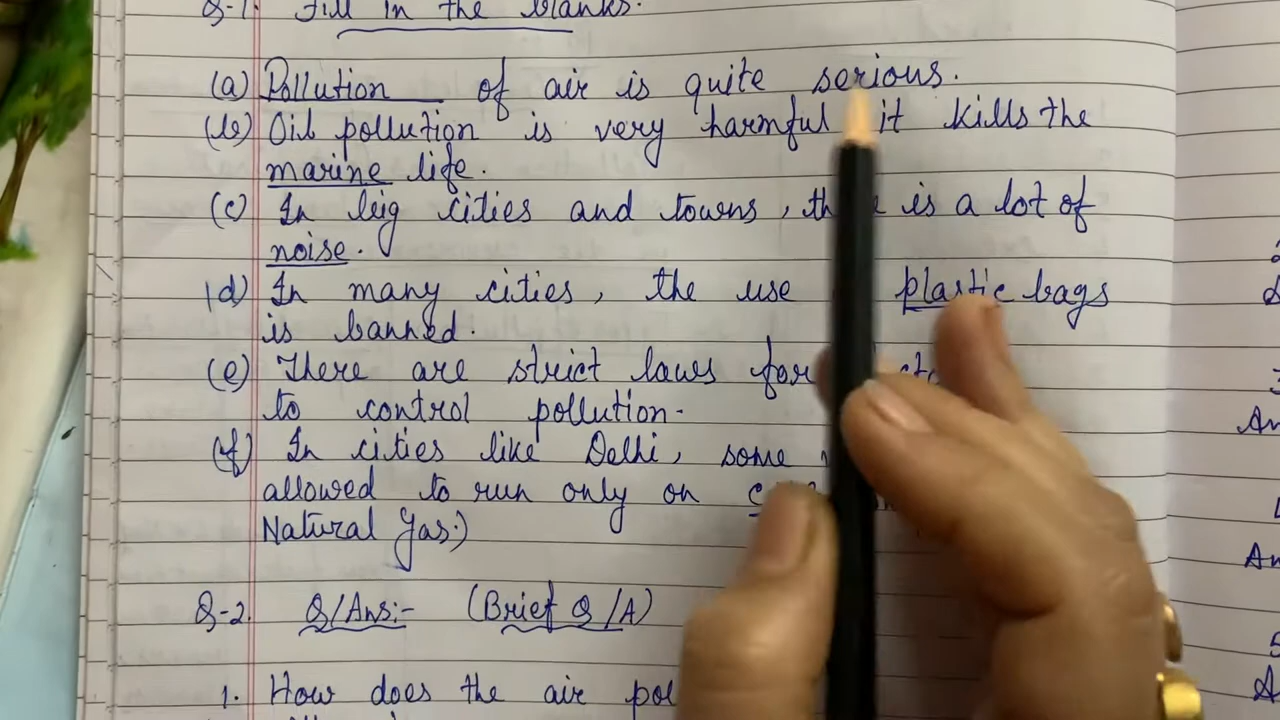 Q-1. Fill in the blanks.
(a) Pollution of air is quite serious.
(b) Oil pollution is very harmful it kills the
marine life.
(c) In big cities and towns, is a lot of
noise.
(d) In many cities, the use plastic bags
is banned.
(e) There are strict laws for
to control pollution.
(f) In cities like Delhi, some
allowed to run only on
Natural Gas.)
Q-2. Q/Ans:- (Brief Q/A)
1. How does the air